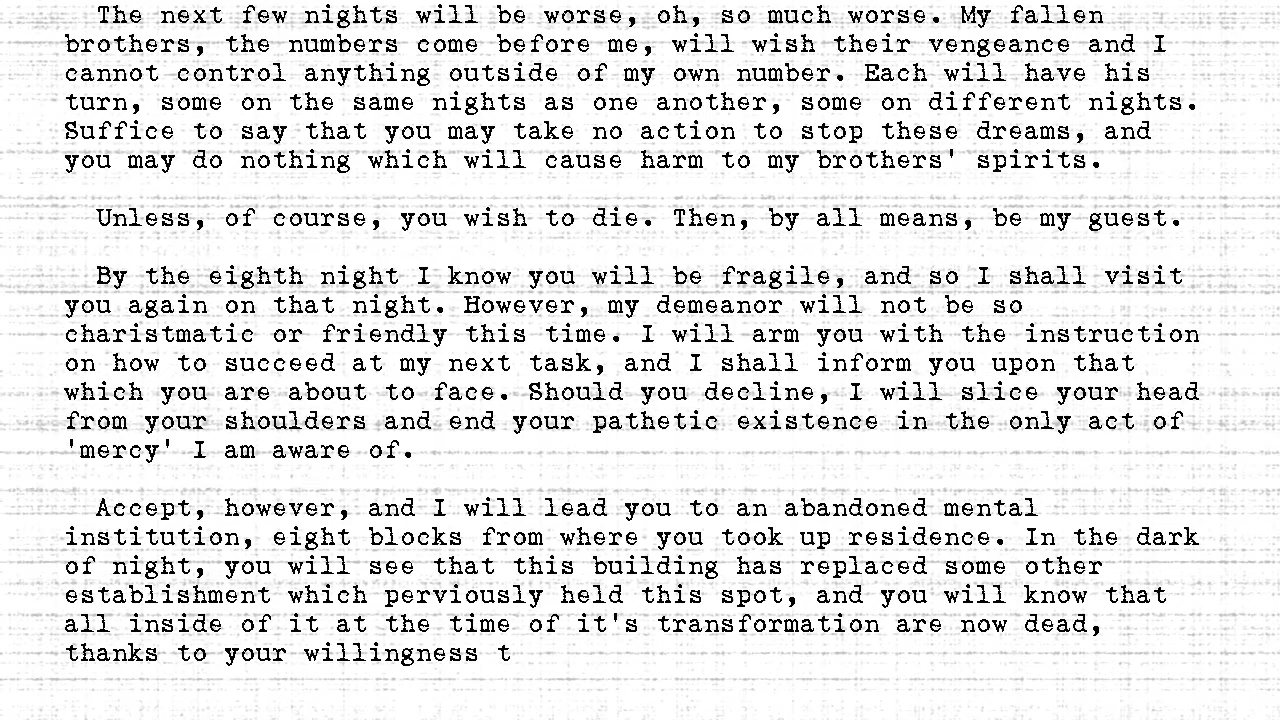 The next few nights will be worse, oh, so much worse. My fallen
brothers, the numbers come before me, will wish their vengeance and I
cannot control anything outside of my own number. Each will have his
turn, some on the same nights as one another, some on different nights.
Suffice to say that you may take no action to stop these dreams, and
you may do nothing which will cause harm to my brothers' spirits.
Unless, of course, you wish to die. Then, by all means, be my guest.
By the eighth night I know you will be fragile, and so I shall visit
you again on that night. However, my demeanor will not be so
charistmatic or friendly this time. I will arm you with the instruction
on how to succeed at my next task, and I shall inform you upon that
which you are about to face. Should you decline, I will slice your head
from your shoulders and end your pathetic existence in the only act of
'mercy' I am aware of.
Accept, however, and I will lead you to an abandoned mental
institution, eight blocks from where you took up residence. In the dark
of night, you will see that this building has replaced some other
establishment which perviously held this spot, and you will know that
all inside of it at the time of it's transformation are now dead,
thanks to your willingness t